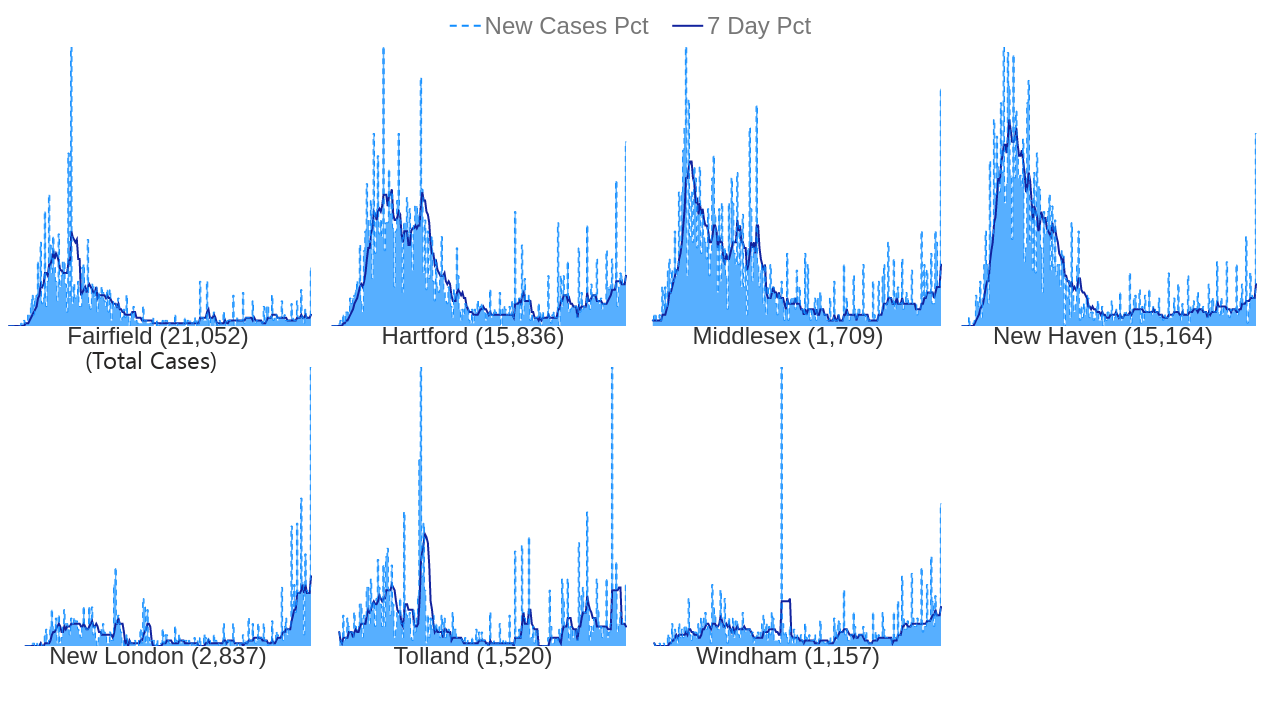 New Cases Pct 7 Day Pct
Fairfield (21,052) Hartford (15,836) Middlesex (1,709) New Haven (15,164)
(Total Cases)
New London (2,837) Tolland (1,520) Windham (1,157)